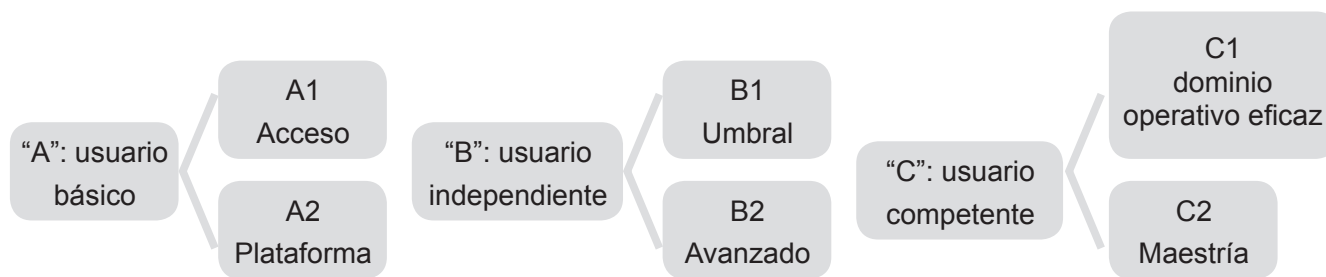 “A”: usuario
básico
A1
Acceso
A2
Plataforma
“B”: usuario
independiente
B1
Umbral
B2
Avanzado
“C”: usuario
competente
C1
dominio
operativo eficaz
C2
Maestría